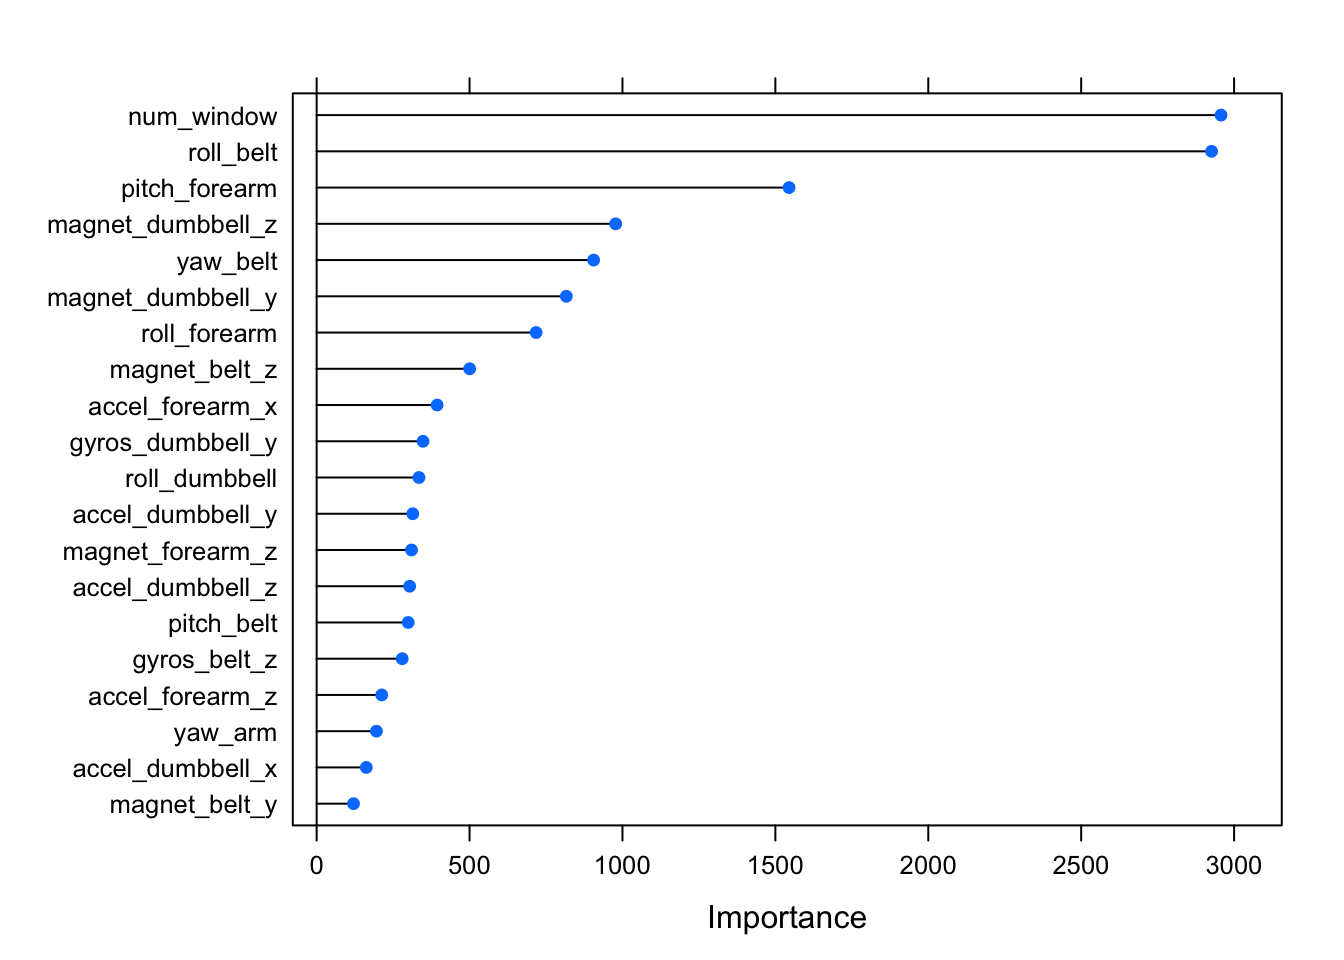 num_window
roll_belt
pitch_forearm
magnet_dumbbell_z
yaw_belt
magnet_dumbbell_y
roll_forearm
magnet_belt_z
accel_forearm_x
gyros_dumbbell_y
roll_dumbbell
accel_dumbbell_y
magnet_forearm_z
accel_dumbbell_z
pitch_belt
gyros_belt_z
accel_forearm_z
yaw_arm
accel_dumbbell_x
magnet_belt_y
0 500 1000 1500 2000 2500 3000
Importance